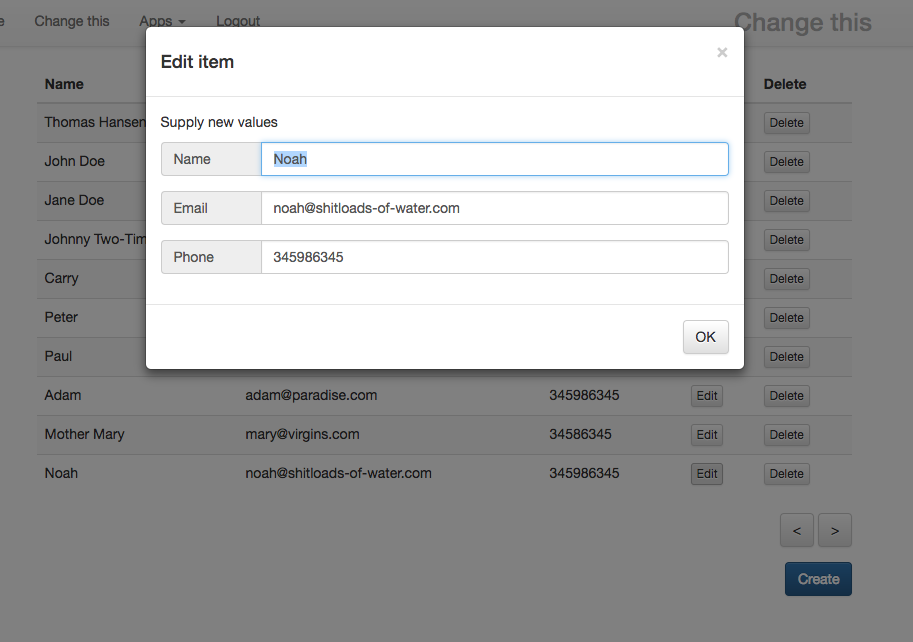 e Change this Apps Logout Change this
Edit item ×
Name Delete
Supply new values
Thomas Hansen Delete
Name Noah
John Doe Delete
Email noah@shitloads-of-water.com
Jane Doe Delete
Johnny Two-Tim Delete
Phone 345986345
Carry Delete
Peter Delete
OK
Paul Delete
Adam adam@paradise.com 345986345 Edit Delete
Mother Mary mary@virgins.com 34586345 Edit Delete
Noah noah@shitloads-of-water.com 345986345 Edit Delete
< >
Create